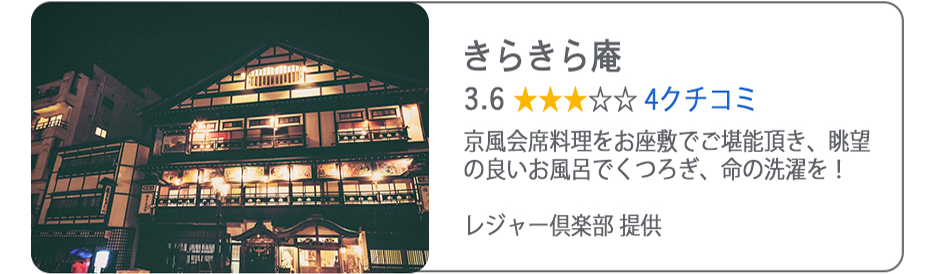 きらきら庵
3.6 ★★★☆☆ 4クチコミ
京風会席料理をお座敷でご堪能頂き、眺望
の良いお風呂でくつろぎ、命の洗濯を！
レジャー倶楽部 提供